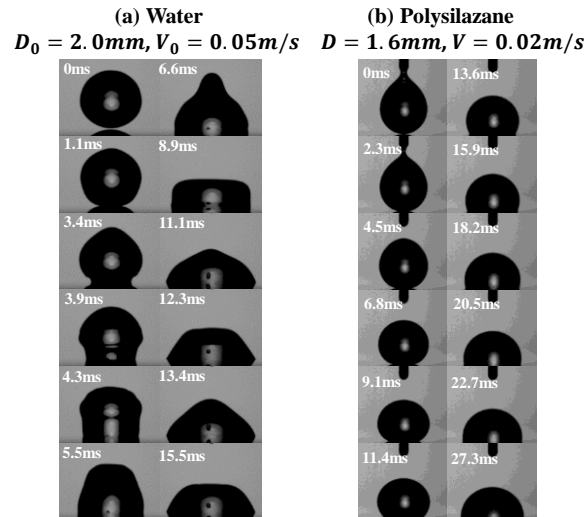 (a) Water
D₀ = 2.0mm, V₀ = 0.05m/s
0ms
6.6ms
1.1ms
8.9ms
3.4ms
11.1ms
3.9ms
12.3ms
4.3ms
13.4ms
5.5ms
15.5ms
(b) Polysilazane
D = 1.6mm, V = 0.02m/s
0ms
13.6ms
2.3ms
15.9ms
4.5ms
18.2ms
6.8ms
20.5ms
9.1ms
22.7ms
11.4ms
27.3ms